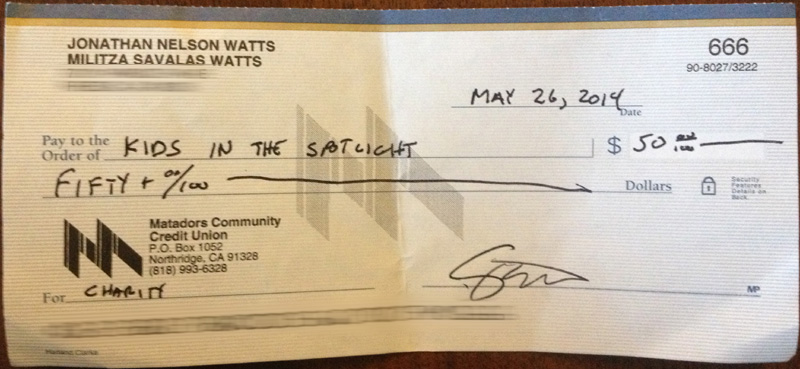 JONATHAN NELSON WATTS
MILITZA SAVALAS WATTS
666
90-8027/3222
MAY 26, 2014
Date
Pay to the
Order of KIDS IN THE SPOTLIGHT $ 50 00/100
FIFTY + 00/100 Dollars
Security
Features
Details on
Back.
Matadors Community
Credit Union
P.O. Box 1052
Northridge, CA 91328
(818) 993-6328
For CHARITY
MP
Harland Clarke